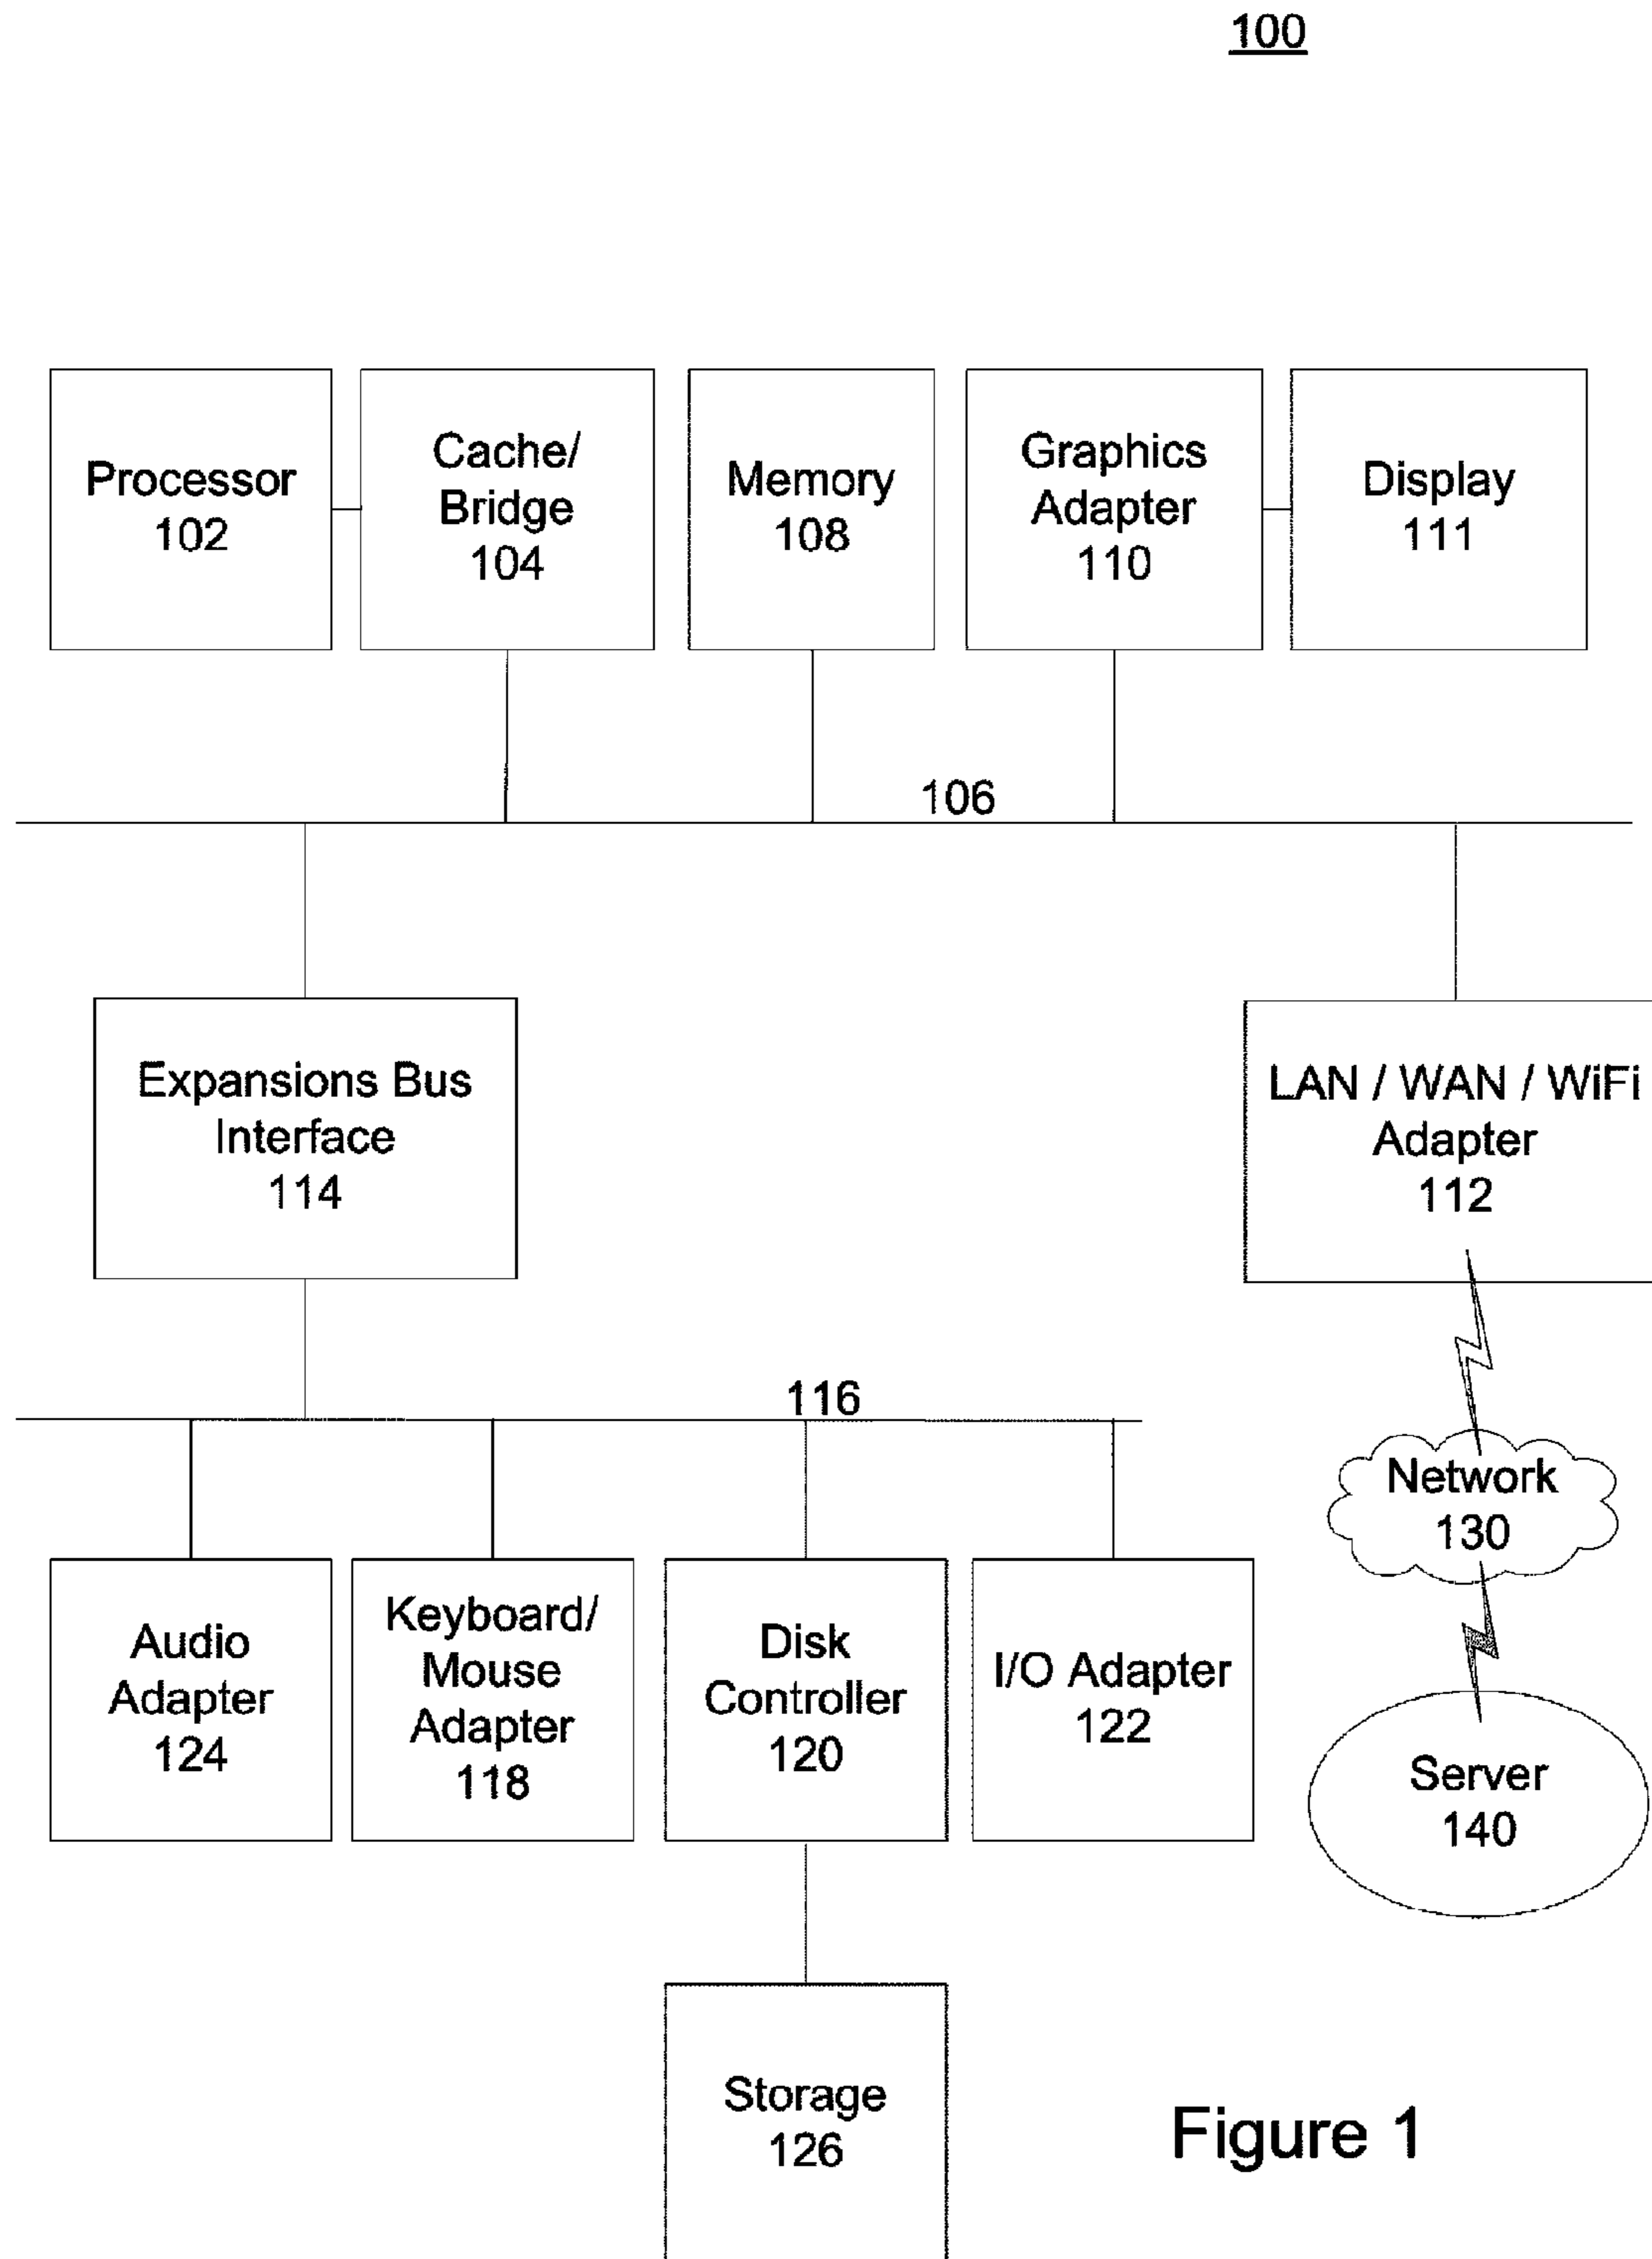 100
Processor
102
Cache/
Bridge
104
Memory
108
Graphics
Adapter
110
Display
111
106
Expansions Bus
Interface
114
LAN / WAN / WiFi
Adapter
112
116
Network
130
Audio
Adapter
124
Keyboard/
Mouse
Adapter
118
Disk
Controller
120
I/O Adapter
122
Server
140
Storage
126
Figure 1